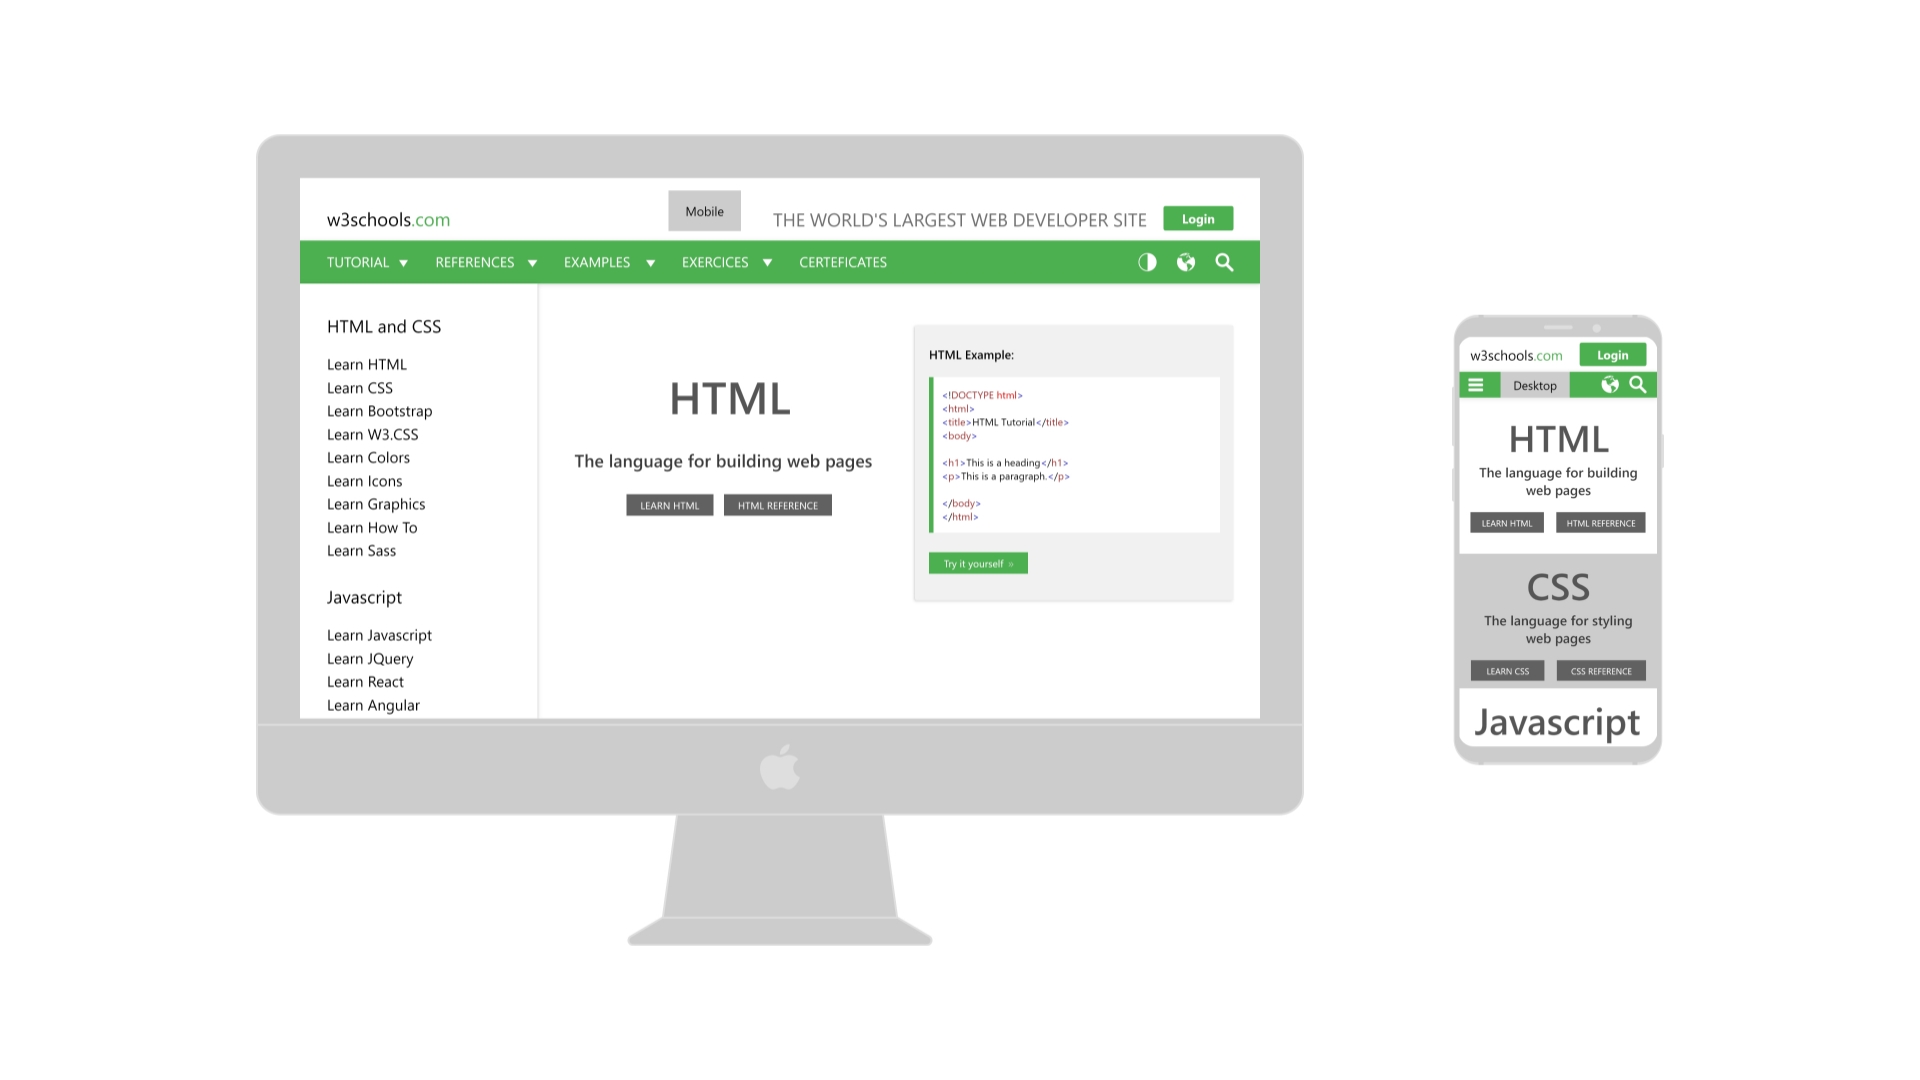 w3schools.com
Mobile
THE WORLD'S LARGEST WEB DEVELOPER SITE
Login
TUTORIAL
REFERENCES
EXAMPLES
EXERCICES
CERTEFICATES
HTML and CSS
Learn HTML
Learn CSS
Learn Bootstrap
Learn W3.CSS
Learn Colors
Learn Icons
Learn Graphics
Learn How To
Learn Sass
Javascript
Learn Javascript
Learn JQuery
Learn React
Learn Angular
HTML
The language for building web pages
LEARN HTML
HTML REFERENCE
HTML Example:
<!DOCTYPE html>
<html>
<title>HTML Tutorial</title>
<body>
<h1>This is a heading</h1>
<p>This is a paragraph.</p>
</body>
</html>
Try it yourself »
w3schools.com
Login
Desktop
HTML
The language for building
web pages
LEARN HTML
HTML REFERENCE
CSS
The language for styling
web pages
LEARN CSS
CSS REFERENCE
Javascript